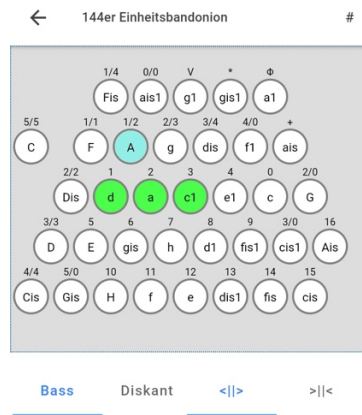 144er Einheitsbandonion #
1/4 0/0 V * Φ
Fis ais1 g1 gis1 a1
5/5 1/1 1/2 2/3 3/4 4/0 +
C F A g dis f1 ais
2/2 1 2 3 4 0 2/0
Dis d a c1 e1 c G
3/3 5 6 7 8 9 3/0 16
D E gis h d1 fis1 cis1 Ais
4/4 5/0 10 11 12 13 14 15
Cis Gis H f e dis1 fis cis
Bass Diskant <||> >||<